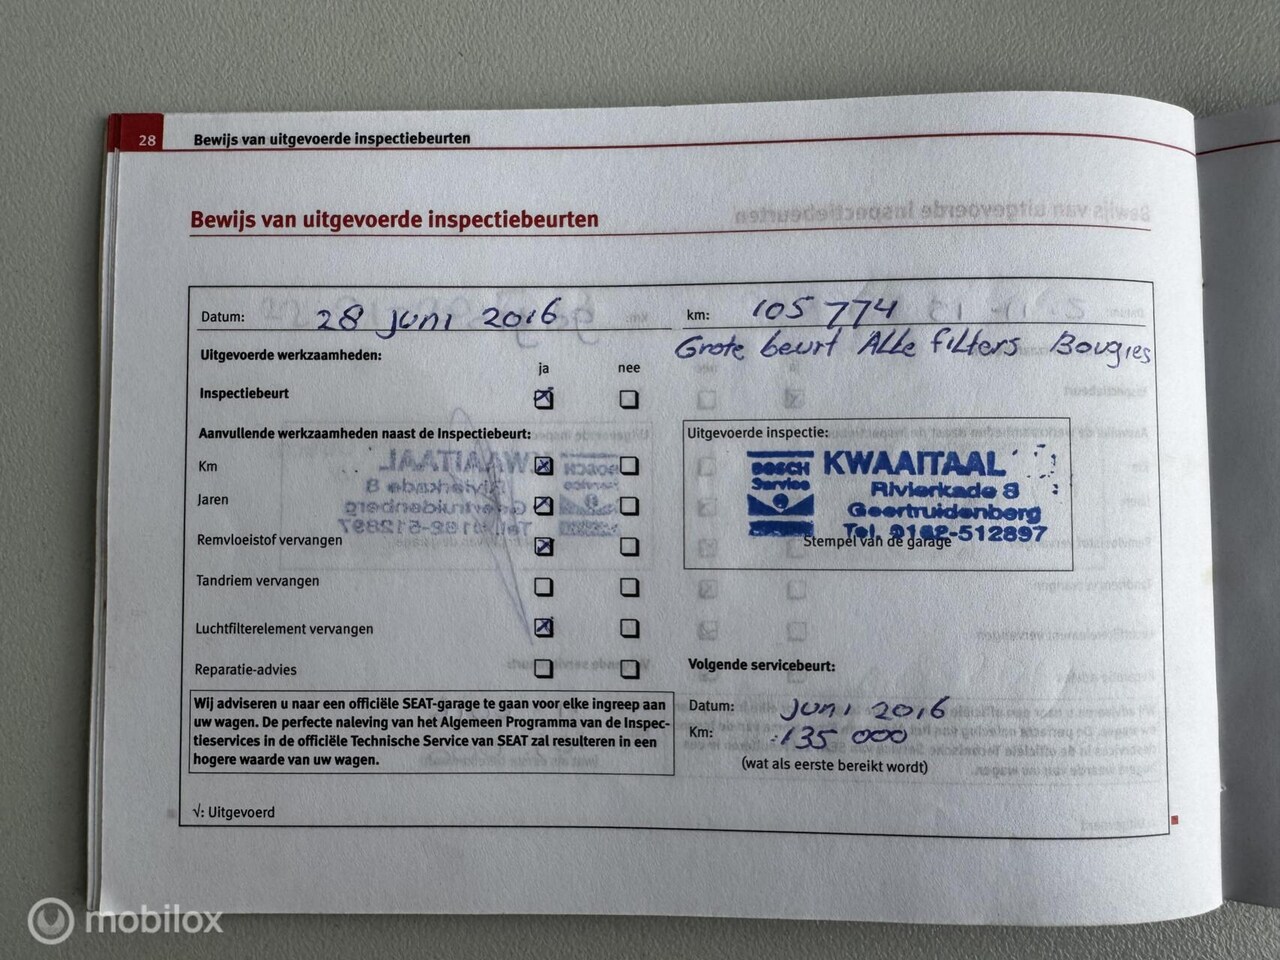 28 Bewijs van uitgevoerde inspectiebeurten
Bewijs van uitgevoerde inspectiebeurten
Datum: 28 juni 2016 km: 105 774
Uitgevoerde werkzaamheden: Grote beurt Alle filters Bougies
ja nee
Inspectiebeurt
Aanvullende werkzaamheden naast de Inspectiebeurt:
Km
Jaren
Remvloeistof vervangen
Tandriem vervangen
Luchtfilterelement vervangen
Reparatie-advies
Wij adviseren u naar een officiële SEAT-garage te gaan voor elke ingreep aan
uw wagen. De perfecte naleving van het Algemeen Programma van de Inspec-
tieservices in de officiële Technische Service van SEAT zal resulteren in een
hogere waarde van uw wagen.
√: Uitgevoerd
Uitgevoerde inspectie:
BOSCH
Service
KWAAITAAL
Rivierkade 8
Geertruidenberg
Tel. 0162-512897
Stempel van de garage
Volgende servicebeurt:
Datum: juni 2016
Km: 135 000
(wat als eerste bereikt wordt)
mobilox